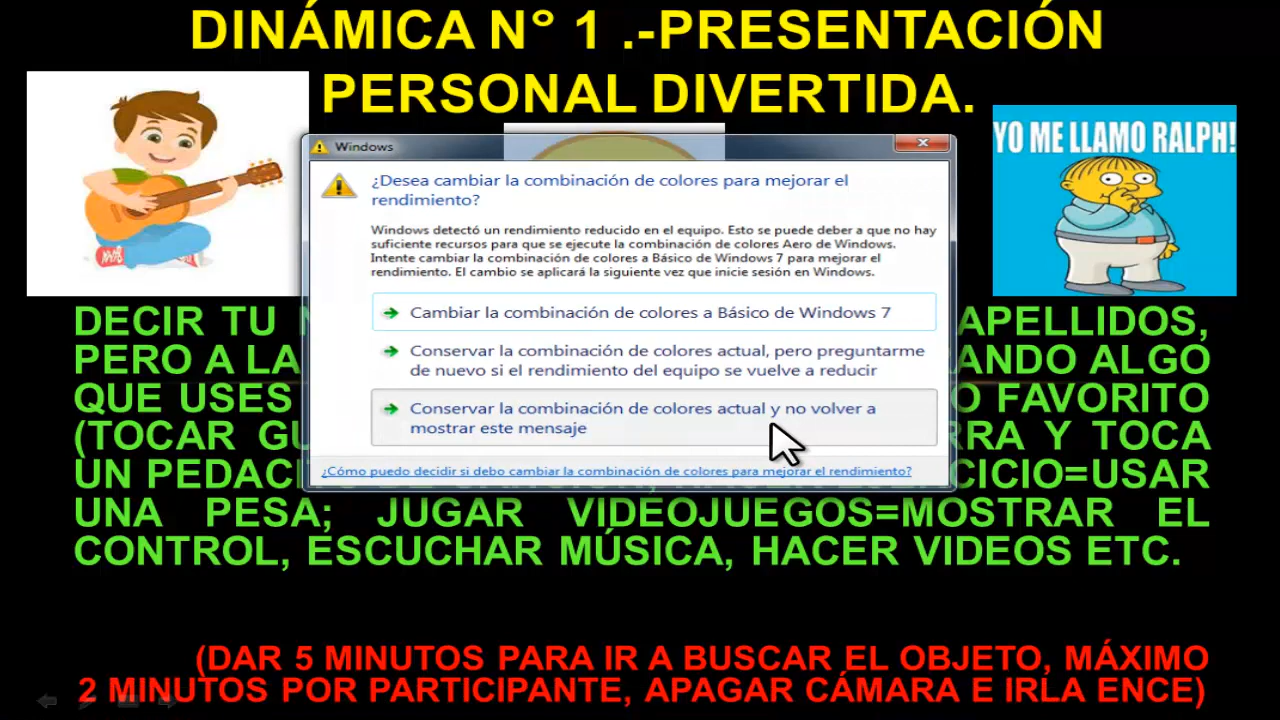 DINÁMICA N° 1 .-PRESENTACIÓN
PERSONAL DIVERTIDA.
YO ME LLAMO RALPH!
Windows
¿Desea cambiar la combinación de colores para mejorar el
rendimiento?
Windows detectó un rendimiento reducido en el equipo. Esto se puede deber a que no hay
suficiente recursos para que se ejecute la combinación de colores Aero de Windows.
Intente cambiar la combinación de colores a Básico de Windows 7 para mejorar el
rendimiento. El cambio se aplicará la siguiente vez que inicie sesión en Windows.
Cambiar la combinación de colores a Básico de Windows 7
Conservar la combinación de colores actual, pero preguntarme
de nuevo si el rendimiento del equipo se vuelve a reducir
Conservar la combinación de colores actual y no volver a
mostrar este mensaje
¿Cómo puedo decidir si debo cambiar la combinación de colores para mejorar el rendimiento?
DECIR TU APELLIDOS,
PERO A LA ALGO
QUE USES FAVORITO
(TOCAR Y TOCA
UN =USAR
UNA PESA; JUGAR VIDEOJUEGOS=MOSTRAR EL
CONTROL, ESCUCHAR MÚSICA, HACER VIDEOS ETC.
(DAR 5 MINUTOS PARA IR A BUSCAR EL OBJETO, MÁXIMO
2 MINUTOS POR PARTICIPANTE, APAGAR CÁMARA E IRLA ENCE)